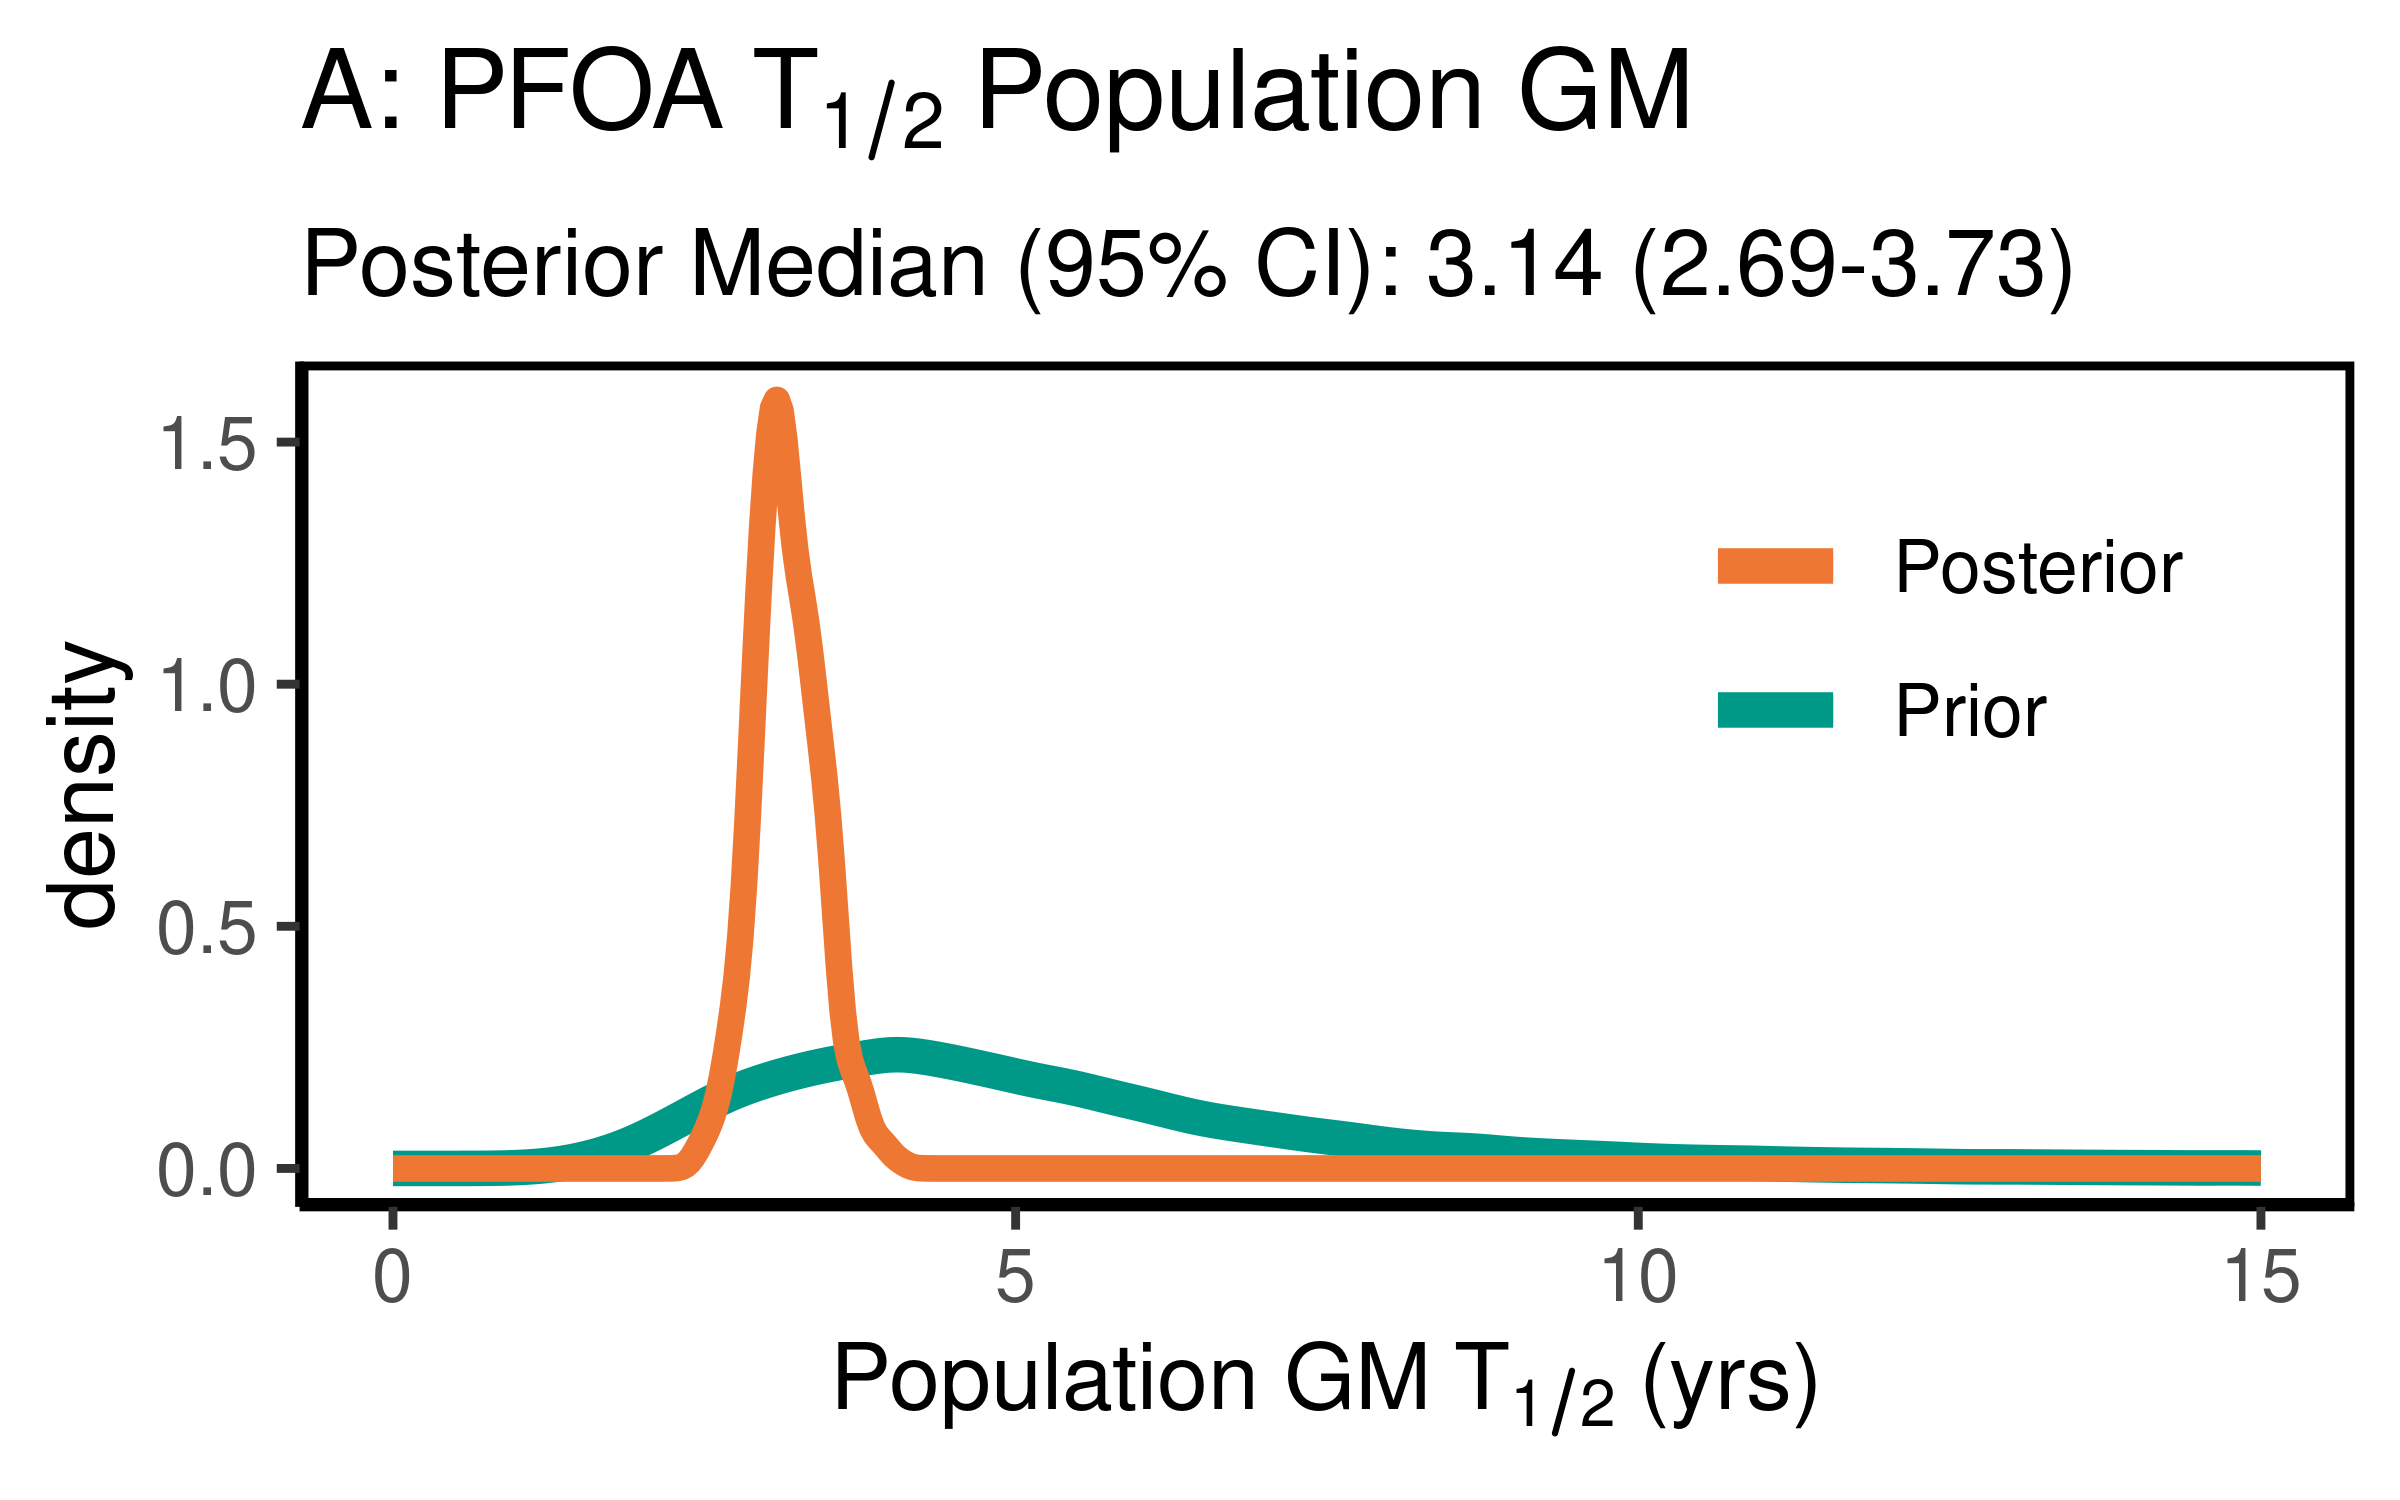 A: PFOA T1/2 Population GM
Posterior Median (95% CI): 3.14 (2.69-3.73)
density
1.5
1.0
0.5
0.0
Posterior
Prior
0 5 10 15
Population GM T1/2 (yrs)